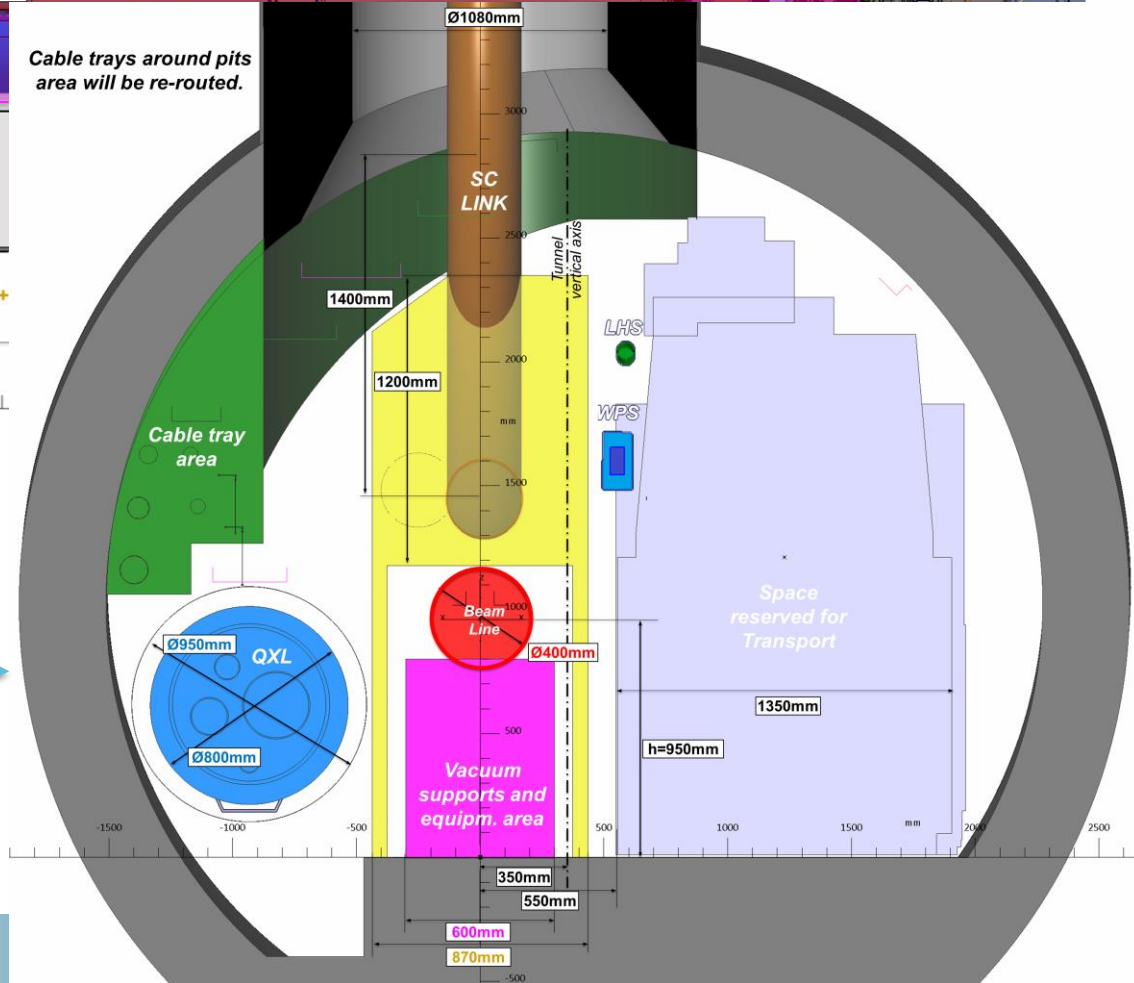 Ø1080mm
Cable trays around pits
area will be re-routed.
3000
SC
LINK
2500
Tunnel
vertical axis
1400mm
LHS
2000
1200mm
WPS
mm
Cable tray
area
1500
z
Beam
Line
1000
x
x
x
Space
reserved for
Transport
Ø950mm
QXL
Ø400mm
1350mm
500
h=950mm
Ø800mm
Vacuum
supports and
equipm. area
-1500
-1000
-500
500
1000
1500
mm
2000
2500
350mm
550mm
600mm
870mm
-500